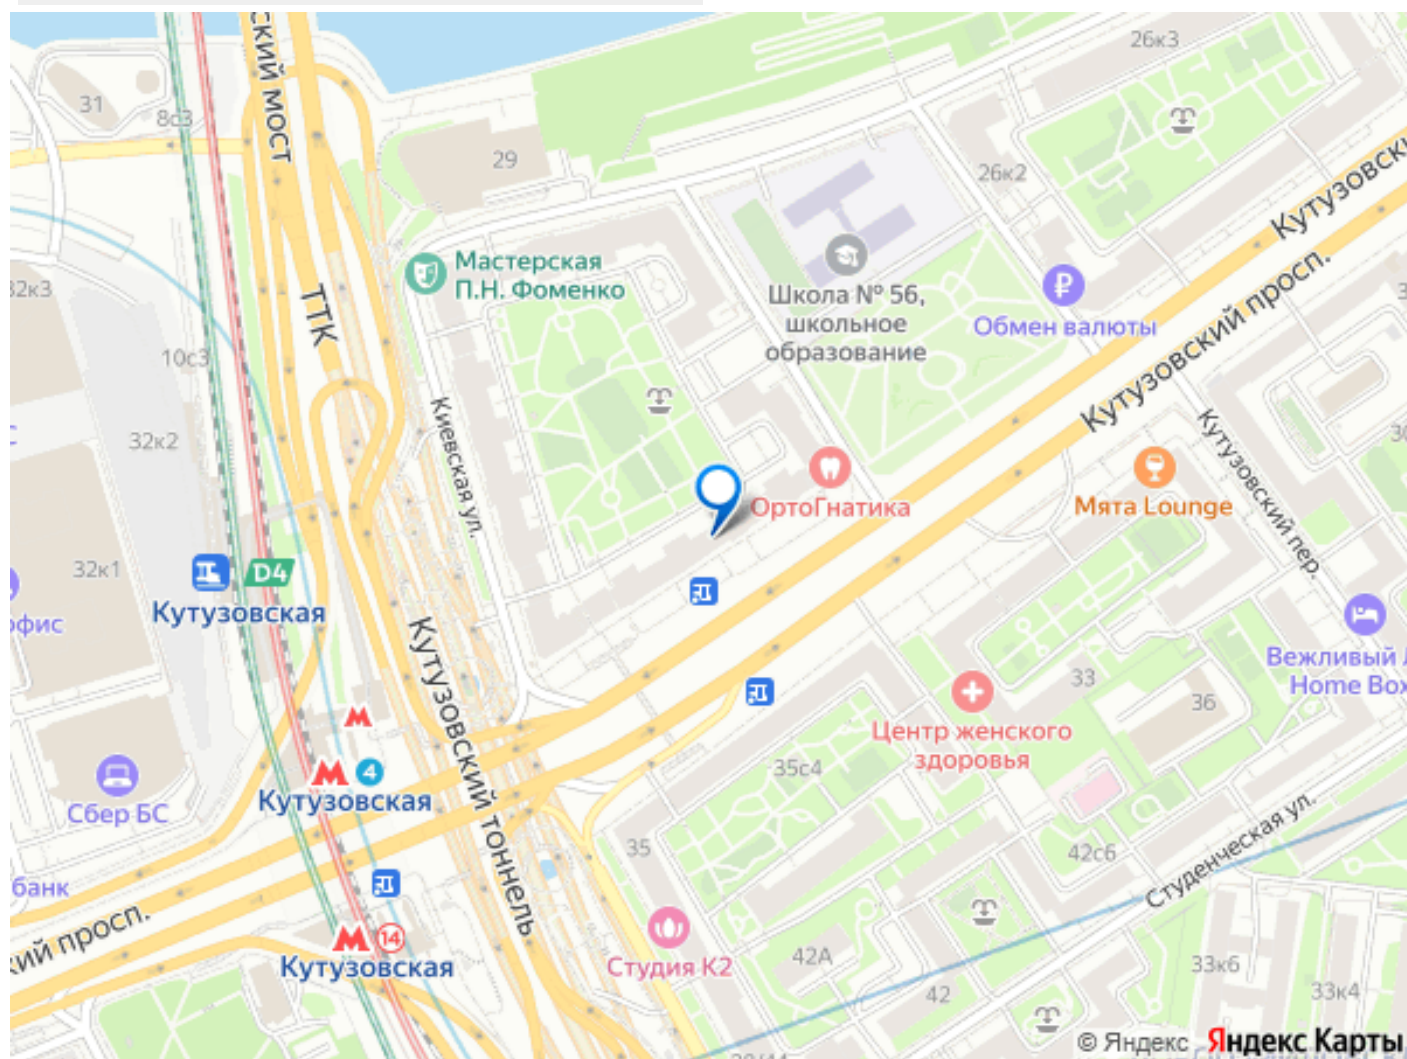 ский мост
31
8с3
29
26к3
26к2
Кутузовски
Кутузовский просп.
Мастерская
П.Н. Фоменко
Школа № 56,
школьное
образование
Обмен валюты
32к3
ТТК
10с3
32к2
Киевская ул.
ОртоГнатика
Мята Lounge
Кутузовский пер.
32к1
D4
Кутузовская
офис
Кутузовский тоннель
Вежливый Л
Home Box
33
36
Центр женского
здоровья
35с4
Сбер БС
4
Кутузовская
35
42с6
Студенческая ул.
банк
кий просп.
14
Кутузовская
Студия К2
42А
42
33к6
33к4
© Яндекс Яндекс Карты